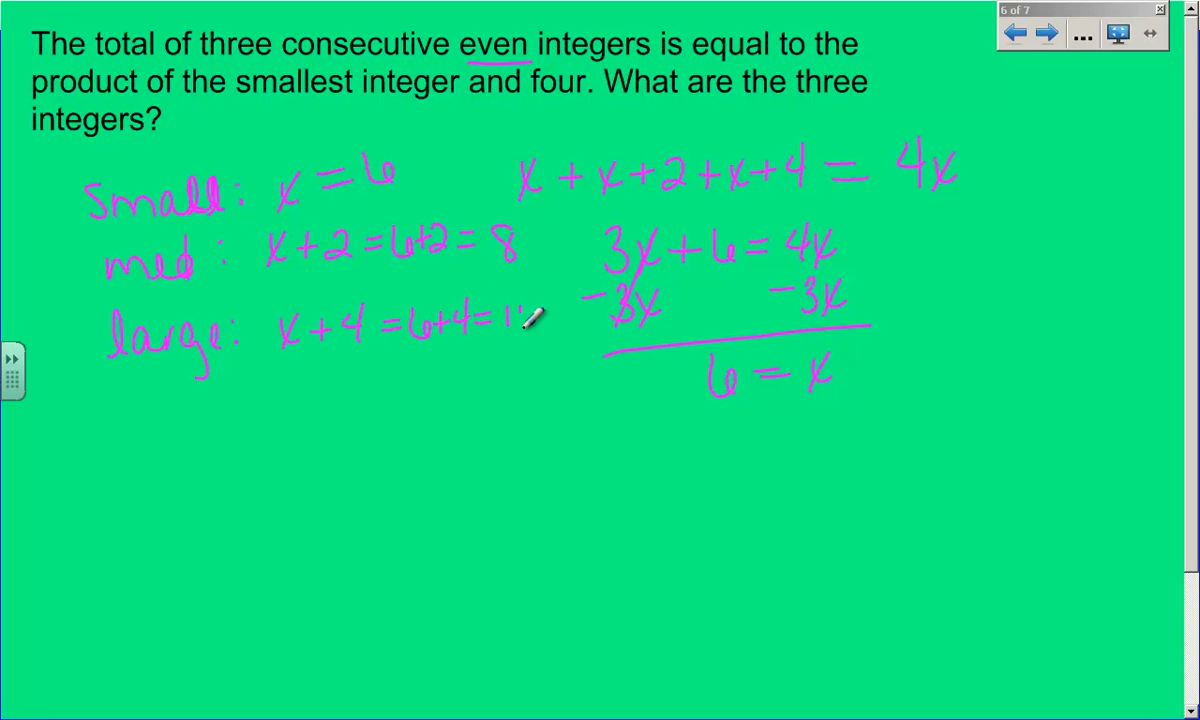 6 of 7
The total of three consecutive even integers is equal to the
product of the smallest integer and four. What are the three
integers?
small: x = 6
x + x + 2 + x + 4 = 4x
med: x + 2 = 6+2 = 8
3x + 6 = 4x
-3x -3x
large: x + 4 = 6+4 = 1
6 = x